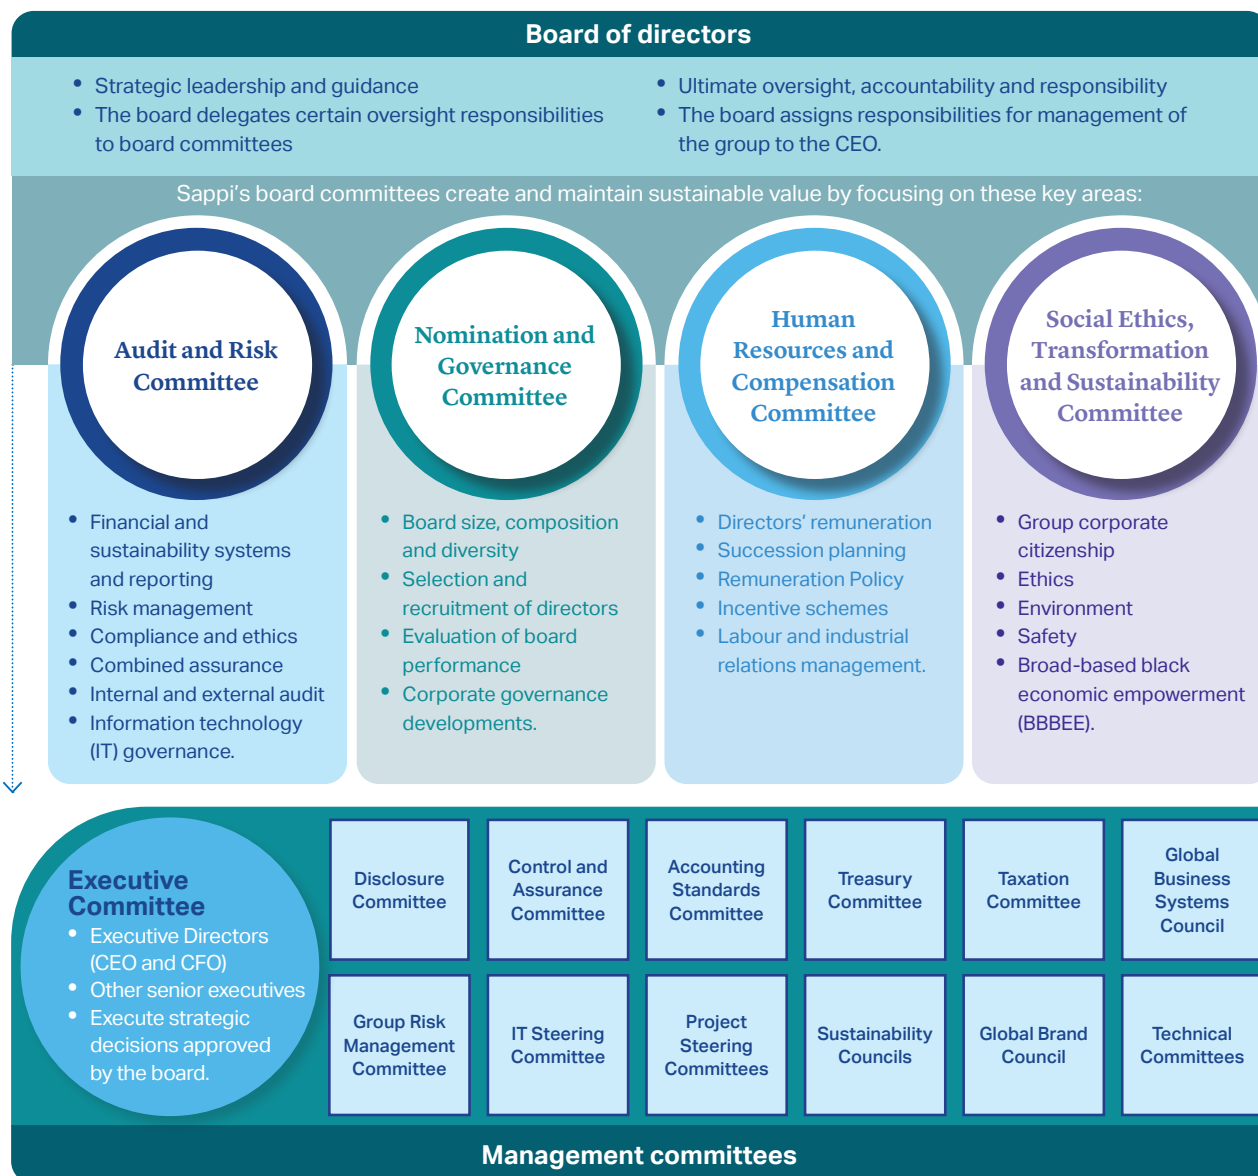 Board of directors
• Strategic leadership and guidance
• The board delegates certain oversight responsibilities
to board committees
• Ultimate oversight, accountability and responsibility
• The board assigns responsibilities for management of
the group to the CEO.
Sappi's board committees create and maintain sustainable value by focusing on these key areas:
Audit and Risk
Committee
• Financial and
sustainability systems
and reporting
• Risk management
• Compliance and ethics
• Combined assurance
• Internal and external audit
• Information technology
(IT) governance.
Nomination and
Governance
Committee
• Board size, composition
and diversity
• Selection and
recruitment of directors
• Evaluation of board
performance
• Corporate governance
developments.
Human
Resources and
Compensation
Committee
• Directors' remuneration
• Succession planning
• Remuneration Policy
• Incentive schemes
• Labour and industrial
relations management.
Social Ethics,
Transformation
and Sustainability
Committee
• Group corporate
citizenship
• Ethics
• Environment
• Safety
• Broad-based black
economic empowerment
(BBBEE).
Executive
Committee
• Executive Directors
(CEO and CFO)
• Other senior executives
• Execute strategic
decisions approved
by the board.
Disclosure
Committee
Control and
Assurance
Committee
Accounting
Standards
Committee
Treasury
Committee
Taxation
Committee
Global
Business
Systems
Council
Group Risk
Management
Committee
IT Steering
Committee
Project
Steering
Committees
Sustainability
Councils
Global Brand
Council
Technical
Committees
Management committees